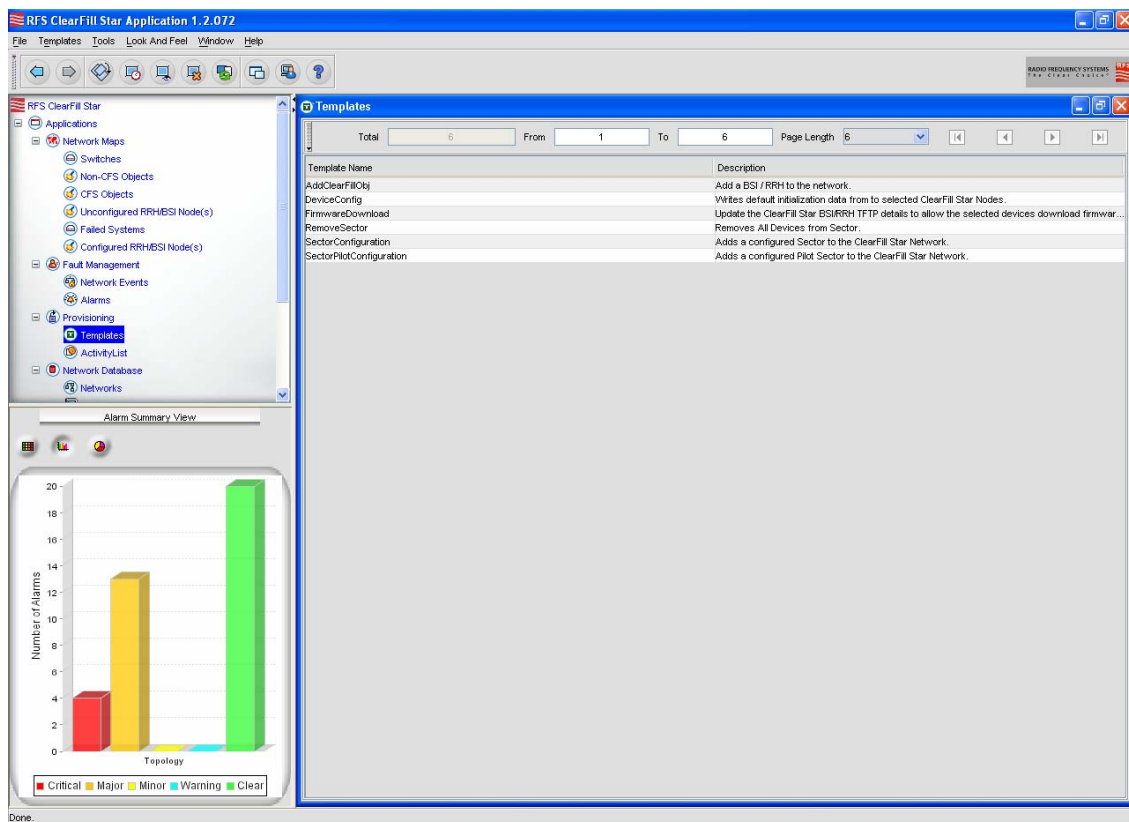 RFS ClearFill Star Application 1.2.072
File Templates Tools Look And Feel Window Help
RADIO FREQUENCY SYSTEMS
The Clear Choice
RFS ClearFill Star
Applications
Network Maps
Switches
Non-CFS Objects
CFS Objects
Unconfigured RRH/BSI Node(s)
Failed Systems
Configured RRH/BSI Node(s)
Fault Management
Network Events
Alarms
Provisioning
Templates
ActivityList
Network Database
Networks
Templates
Total 6 From 1 To 6 Page Length 6
Template Name Description
AddClearFillObj Add a BSI / RRH to the network.
DeviceConfig Writes default initialization data from to selected ClearFill Star Nodes.
FirmwareDownload Update the ClearFill Star BSI/RRH TFTP details to allow the selected devices download firmwar...
RemoveSector Removes All Devices from Sector.
SectorConfiguration Adds a configured Sector to the ClearFill Star Network.
SectorPilotConfiguration Adds a configured Pilot Sector to the ClearFill Star Network.
Alarm Summary View
Number of Alarms
20
18
16
14
12
10
8
6
4
2
0
Topology
Critical Major Minor Warning Clear
Done.